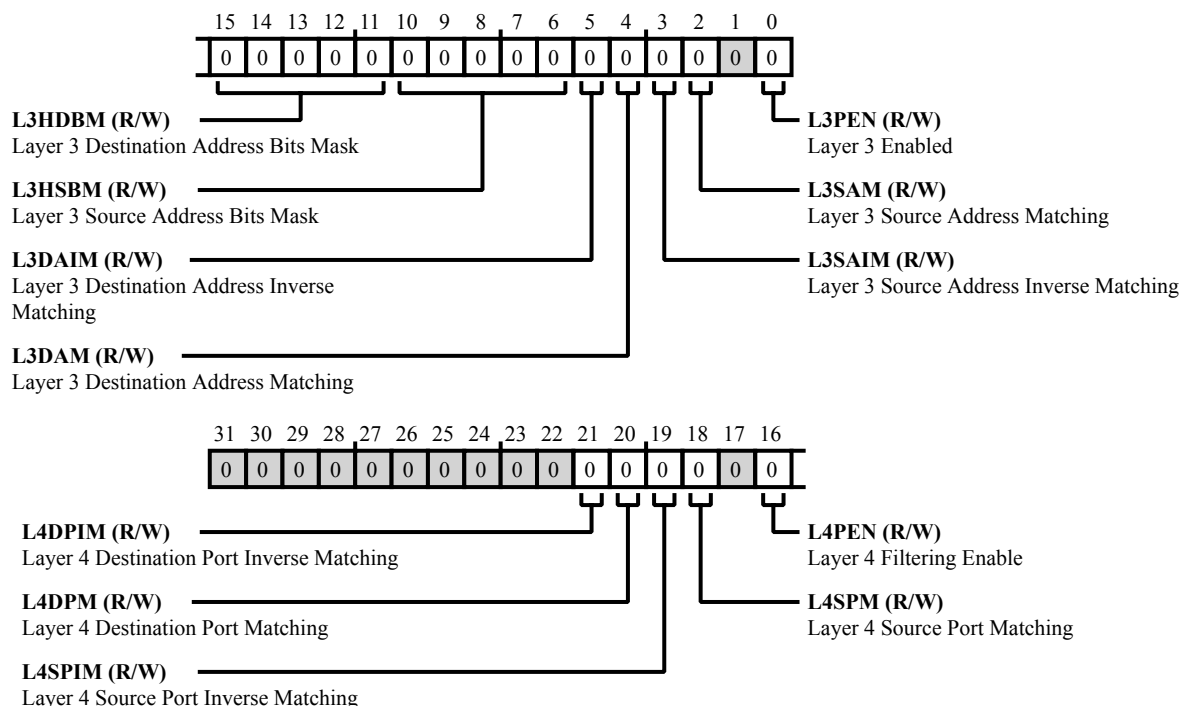 15 14 13 12 11 10 9 8 7 6 5 4 3 2 1 0
0 0 0 0 0 0 0 0 0 0 0 0 0 0 0 0
L3HDBM (R/W)
Layer 3 Destination Address Bits Mask
L3HSBM (R/W)
Layer 3 Source Address Bits Mask
L3DAIM (R/W)
Layer 3 Destination Address Inverse
Matching
L3DAM (R/W)
Layer 3 Destination Address Matching
L3PEN (R/W)
Layer 3 Enabled
L3SAM (R/W)
Layer 3 Source Address Matching
L3SAIM (R/W)
Layer 3 Source Address Inverse Matching
31 30 29 28 27 26 25 24 23 22 21 20 19 18 17 16
0 0 0 0 0 0 0 0 0 0 0 0 0 0 0 0
L4DPIM (R/W)
Layer 4 Destination Port Inverse Matching
L4DPM (R/W)
Layer 4 Destination Port Matching
L4SPIM (R/W)
Layer 4 Source Port Inverse Matching
L4PEN (R/W)
Layer 4 Filtering Enable
L4SPM (R/W)
Layer 4 Source Port Matching